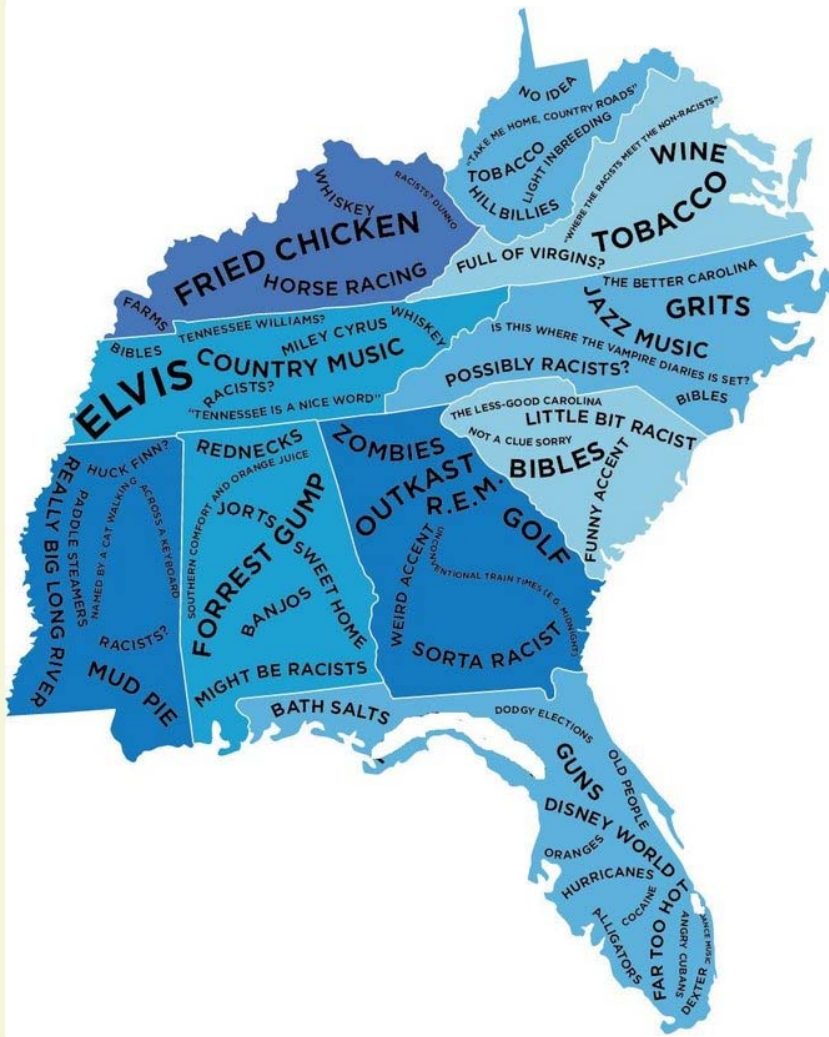 NO IDEA
"TAKE ME HOME, COUNTRY ROADS"
TOBACCO
LIGHT INBREEDING
HILLBILLIES
"WHERE THE RACISTS MEET THE NON-RACISTS"
WINE
TOBACCO
FULL OF VIRGINS?
WHISKEY
RACISTS? DUNNO
FRIED CHICKEN
HORSE RACING
FARMS
BIBLES
TENNESSEE WILLIAMS?
MILEY CYRUS
WHISKEY
ELVIS
COUNTRY MUSIC
RACISTS?
"TENNESSEE IS A NICE WORD"
THE BETTER CAROLINA
JAZZ MUSIC
GRITS
IS THIS WHERE THE VAMPIRE DIARIES IS SET?
POSSIBLY RACISTS?
BIBLES
THE LESS-GOOD CAROLINA
LITTLE BIT RACIST
NOT A CLUE SORRY
BIBLES
FUNNY ACCENT
HUCK FINN?
REALLY BIG LONG RIVER
PADDLE STEAMERS
NAMED BY A CAT WALKING
ACROSS A KEYBOARD
RACISTS?
MUD PIE
REDNECKS
SOUTHERN COMFORT AND ORANGE JUICE
JORTS
FORREST GUMP
SWEET HOME
BANJOS
MIGHT BE RACISTS
ZOMBIES
OUTKAST
R.E.M.
GOLF
WEIRD ACCENT
UNCON
ENTIONAL TRAIN TIMES (E.G. MIDNIGHT)
SORTA RACIST
BATH SALTS
DODGY ELECTIONS
GUNS
OLD PEOPLE
DISNEY WORLD
ORANGES
HURRICANES
COCAINE
ALLIGATORS
FAR TOO HOT
ANGRY CUBANS
DEXTER
ANCE MUSIC